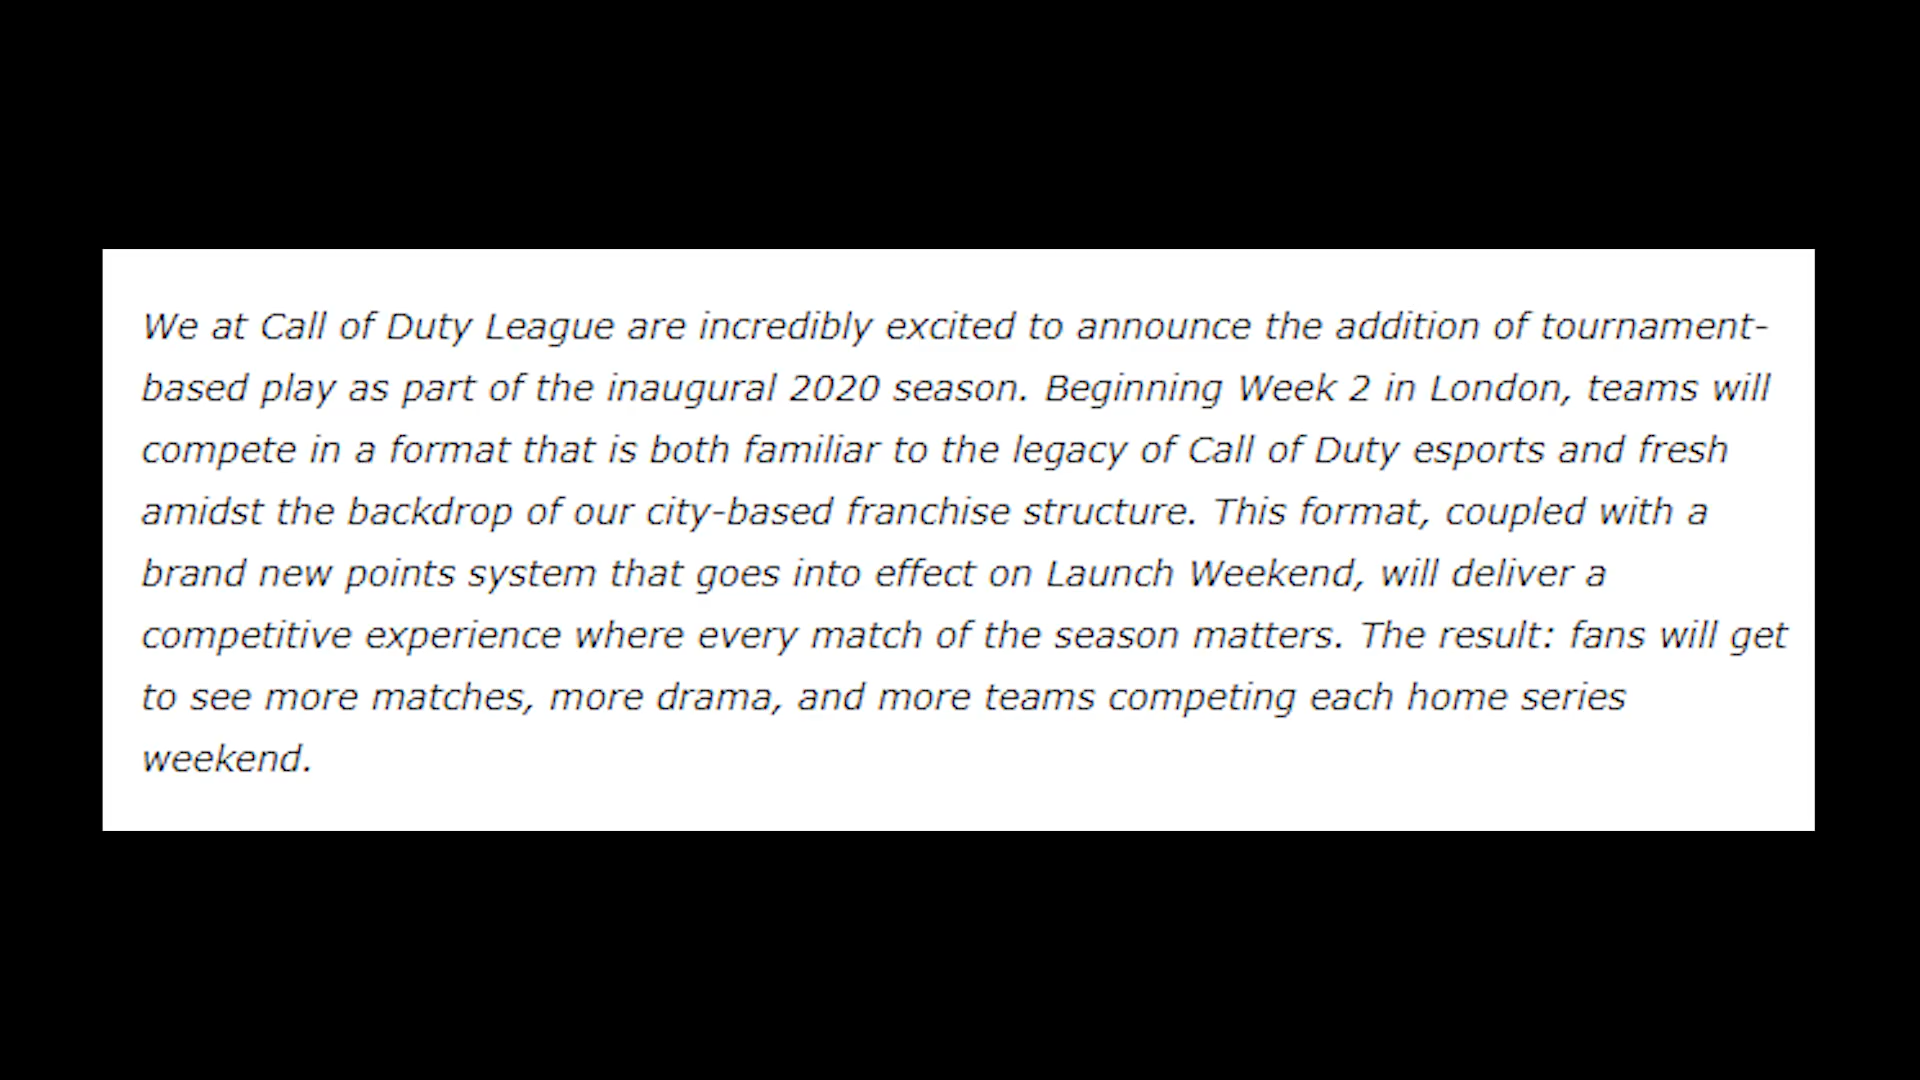 We at Call of Duty League are incredibly excited to announce the addition of tournament-
based play as part of the inaugural 2020 season. Beginning Week 2 in London, teams will
compete in a format that is both familiar to the legacy of Call of Duty esports and fresh
amidst the backdrop of our city-based franchise structure. This format, coupled with a
brand new points system that goes into effect on Launch Weekend, will deliver a
competitive experience where every match of the season matters. The result: fans will get
to see more matches, more drama, and more teams competing each home series
weekend.